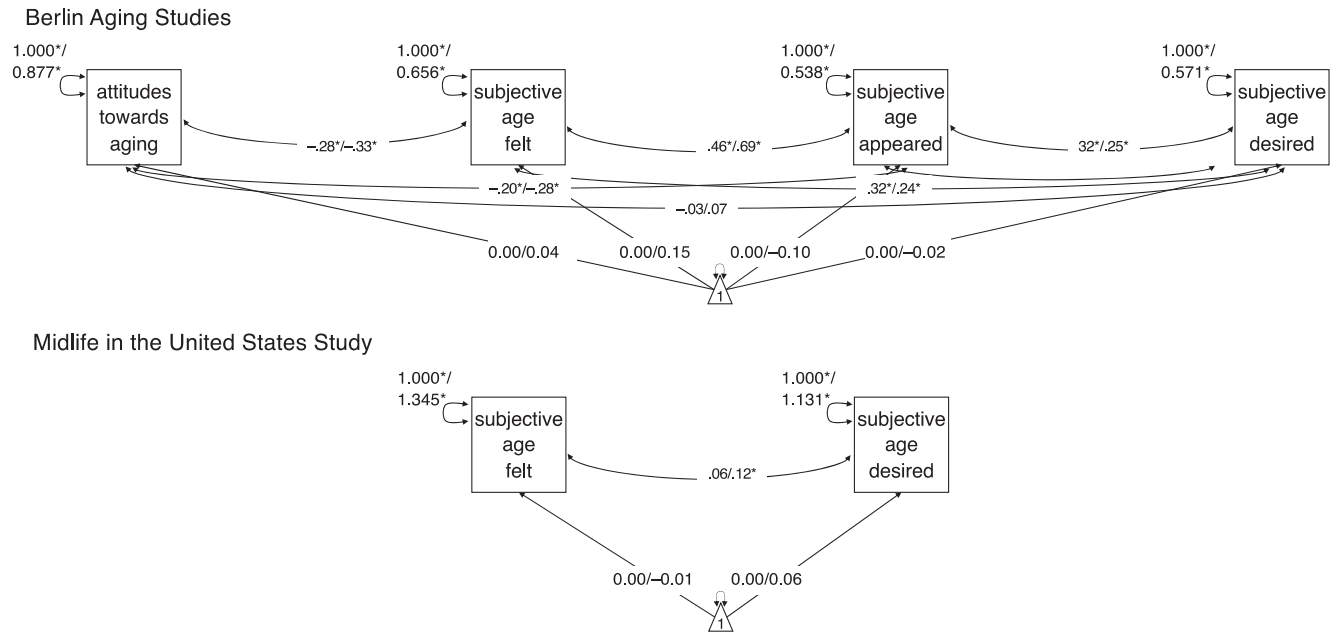 Berlin Aging Studies
1.000*/ 1.000*/ 1.000*/ 1.000*/
0.877* 0.656* 0.538* 0.571*
attitudes subjective subjective subjective
towards age age age
aging felt appeared desired
–.28*/–.33* .46*/.69* 32*/.25*
–.20*/–.28* .32*/.24*
–.03/.07
0.00/0.04 0.00/0.15 0.00/–0.10 0.00/–0.02
1
Midlife in the United States Study
1.000*/ 1.000*/
1.345* 1.131*
subjective subjective
age age
felt desired
.06/.12*
0.00/–0.01 0.00/0.06
1